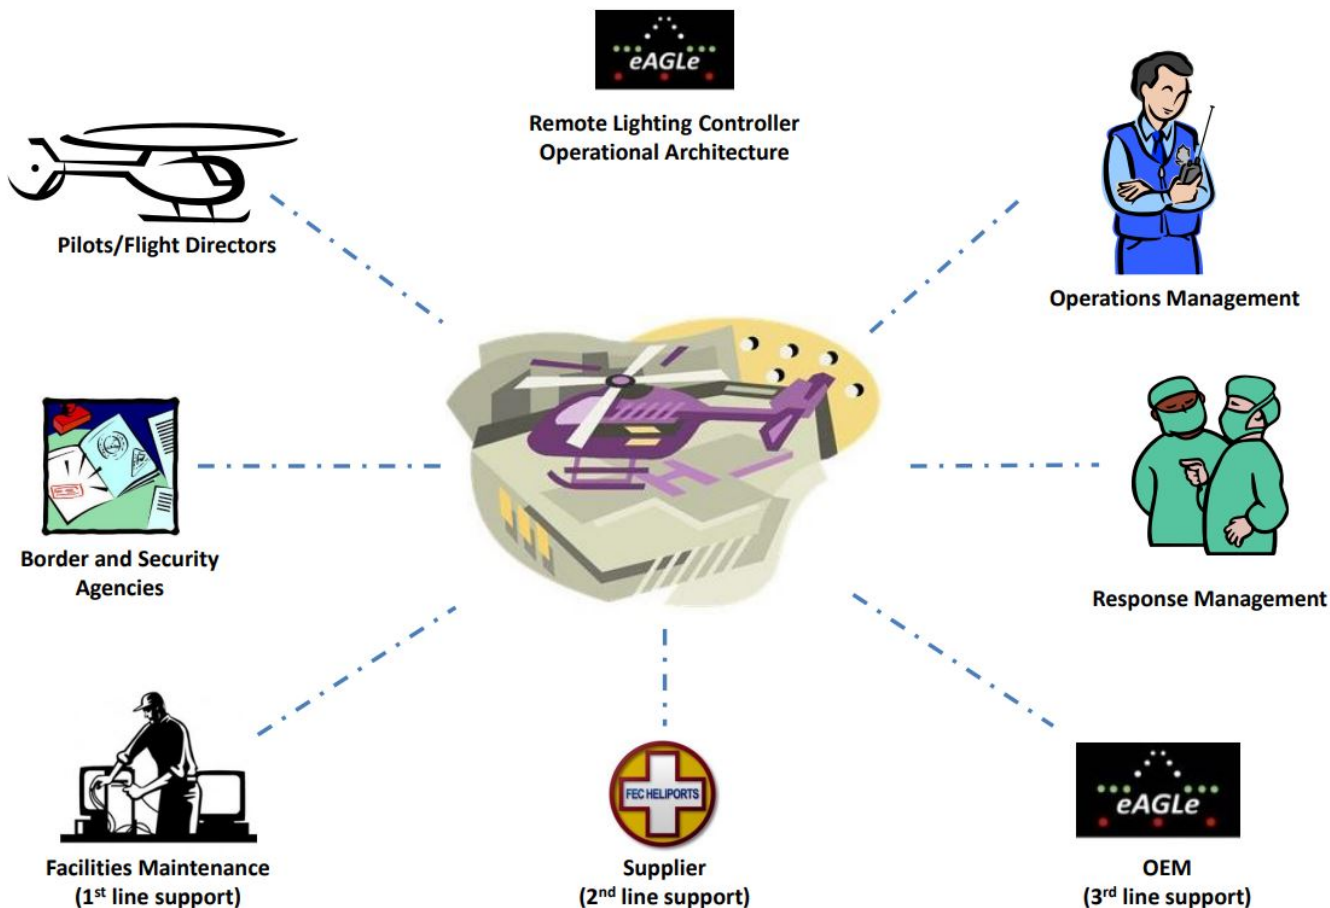 eAGLe
Remote Lighting Controller
Operational Architecture
Pilots/Flight Directors
Operations Management
H
Border and Security
Agencies
Response Management
FEC HELIPORTS
eAGLe
Facilities Maintenance
(1st line support)
Supplier
(2nd line support)
OEM
(3rd line support)